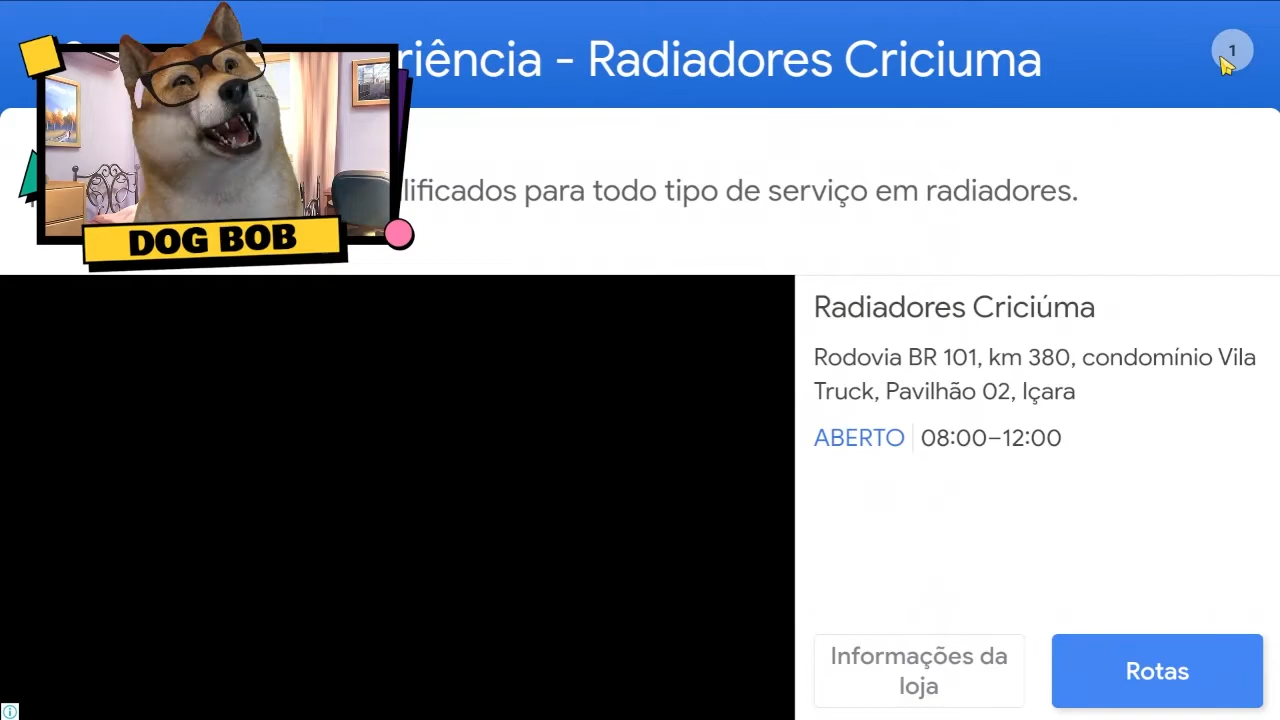 riência - Radiadores Criciuma
1
lificados para todo tipo de serviço em radiadores.
DOG BOB
Radiadores Criciúma
Rodovia BR 101, km 380, condomínio Vila
Truck, Pavilhão 02, Içara
ABERTO 08:00–12:00
Informações da
loja
Rotas